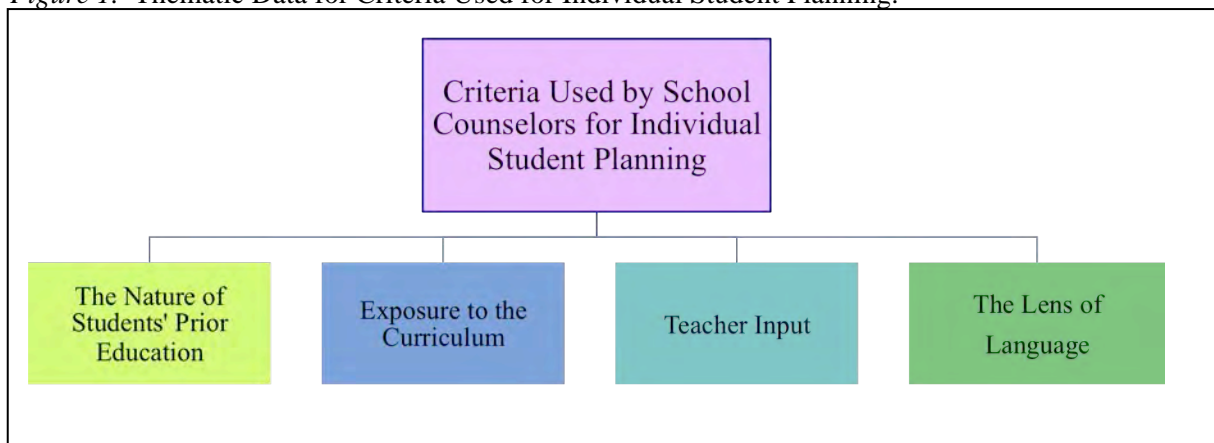 Figure 1. Thematic Data for Criteria Used for Individual Student Planning.
Criteria Used by School
Counselors for Individual
Student Planning
The Nature of
Students' Prior
Education
Exposure to the
Curriculum
Teacher Input
The Lens of
Language